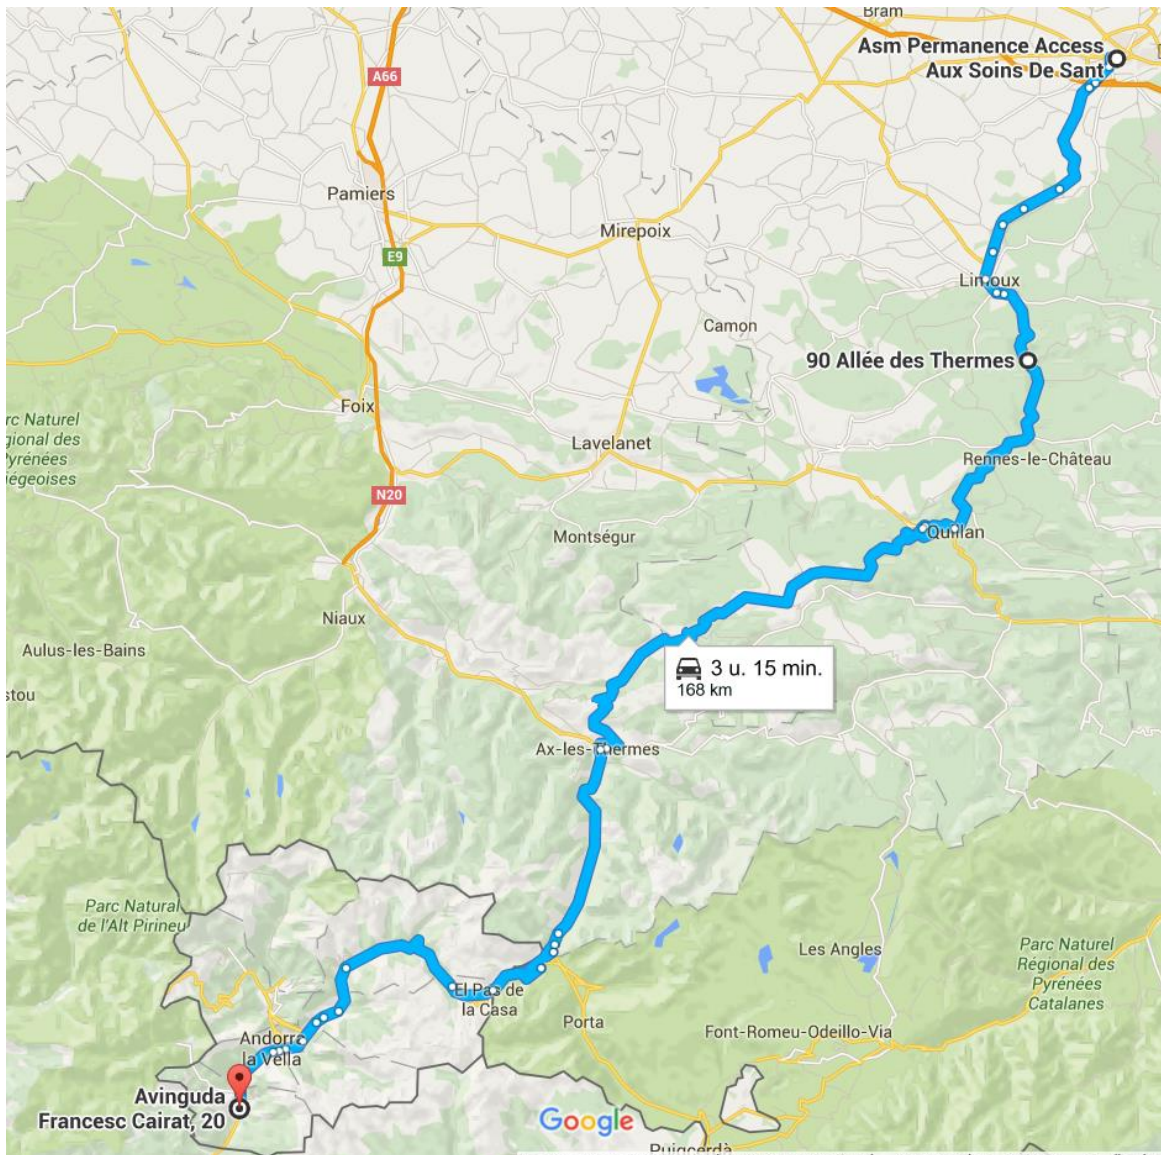 Bram
Asm Permanence Access
Aux Soins De Sant
A66
Pamiers
Mirepoix
E9
Limoux
Camon
90 Allée des Thermes
Foix
rc Naturel
gional des
Pyrénées
iégeoises
Lavelanet
Rennes-le-Château
N20
Montségur
Quillan
Niaux
Aulus-les-Bains
stou
3 u. 15 min.
168 km
Ax-les-Thermes
Parc Natural
de l'Alt Pirineu
Les Angles
Parc Naturel
Régional des
Pyrénées
Catalanes
El Pas de
la Casa
Porta
Font-Romeu-Odeillo-Via
Andorra
la Vella
Avinguda
Francesc Cairat, 20
Google
Puigcerdà